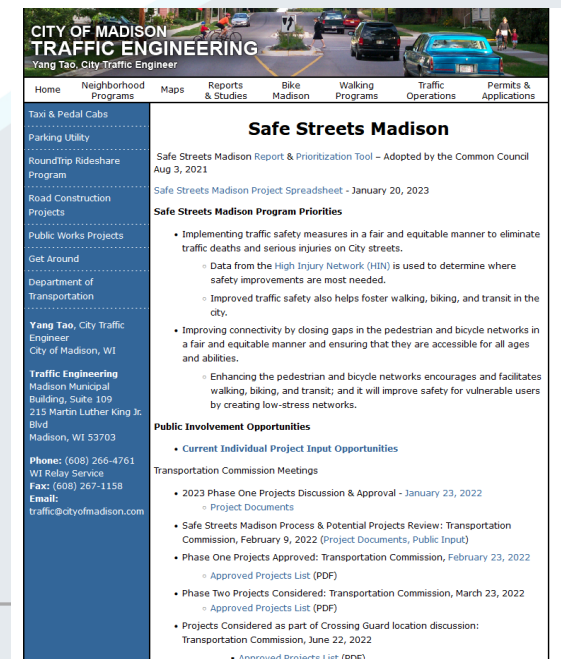 CITY OF MADISON
TRAFFIC ENGINEERING
Yang Tao, City Traffic Engineer
Home
Neighborhood
Programs
Maps
Reports
& Studies
Bike
Madison
Walking
Programs
Traffic
Operations
Permits &
Applications
Taxi & Pedal Cabs
Parking Utility
RoundTrip Rideshare
Program
Road Construction
Projects
Public Works Projects
Get Around
Department of
Transportation
Yang Tao, City Traffic
Engineer
City of Madison, WI
Traffic Engineering
Madison Municipal
Building, Suite 109
215 Martin Luther King Jr.
Blvd
Madison, WI 53703
Phone: (608) 266-4761
WI Relay Service
Fax: (608) 267-1158
Email:
traffic@cityofmadison.com
Safe Streets Madison
Safe Streets Madison Report & Prioritization Tool – Adopted by the Common Council
Aug 3, 2021
Safe Streets Madison Project Spreadsheet - January 20, 2023
Safe Streets Madison Program Priorities
• Implementing traffic safety measures in a fair and equitable manner to eliminate
traffic deaths and serious injuries on City streets.
◦ Data from the High Injury Network (HIN) is used to determine where
safety improvements are most needed.
◦ Improved traffic safety also helps foster walking, biking, and transit in the
city.
• Improving connectivity by closing gaps in the pedestrian and bicycle networks in
a fair and equitable manner and ensuring that they are accessible for all ages
and abilities.
◦ Enhancing the pedestrian and bicycle networks encourages and facilitates
walking, biking, and transit; and it will improve safety for vulnerable users
by creating low-stress networks.
Public Involvement Opportunities
• Current Individual Project Input Opportunities
Transportation Commission Meetings
• 2023 Phase One Projects Discussion & Approval - January 23, 2022
◦ Project Documents
• Safe Streets Madison Process & Potential Projects Review: Transportation
Commission, February 9, 2022 (Project Documents, Public Input)
• Phase One Projects Approved: Transportation Commission, February 23, 2022
◦ Approved Projects List (PDF)
• Phase Two Projects Considered: Transportation Commission, March 23, 2022
◦ Approved Projects List (PDF)
• Projects Considered as part of Crossing Guard location discussion:
Transportation Commission, June 22, 2022
▪ Approved Projects List (PDF)